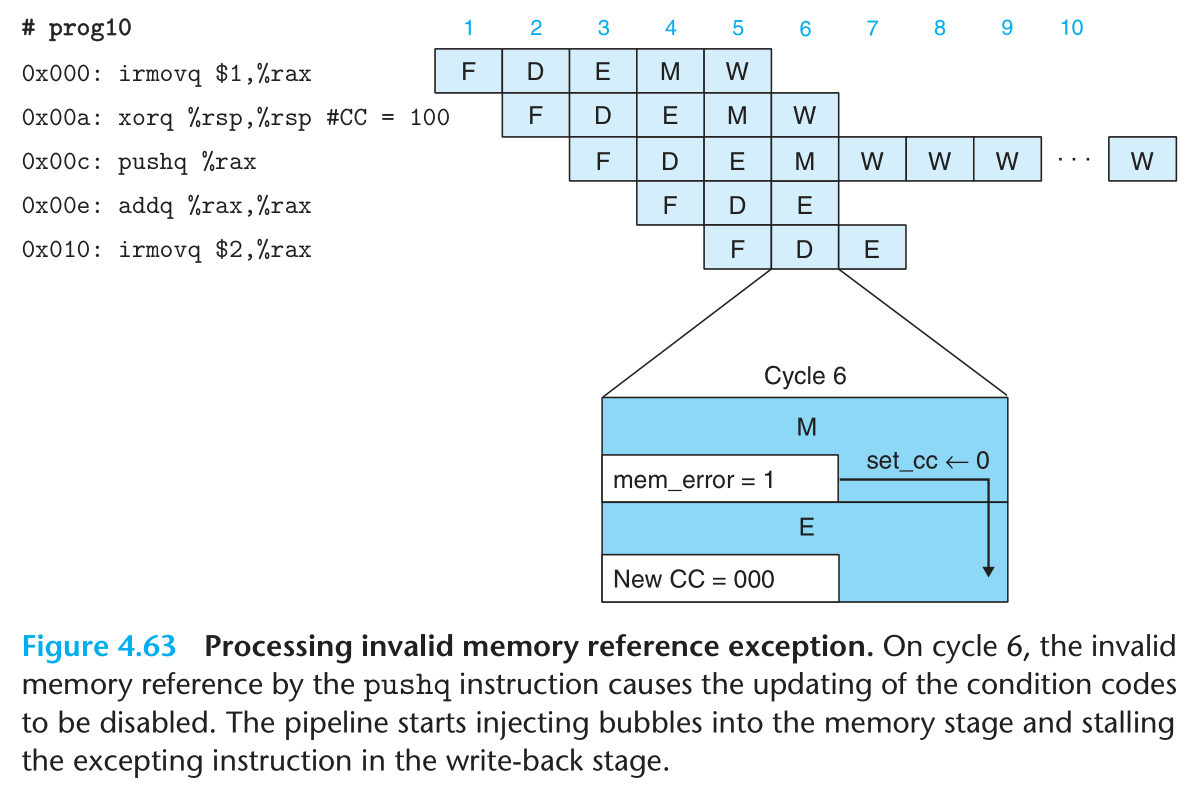 # prog10 1 2 3 4 5 6 7 8 9 10
0x000: irmovq $1,%rax F D E M W
0x00a: xorq %rsp,%rsp #CC = 100 F D E M W
0x00c: pushq %rax F D E M W W W ··· W
0x00e: addq %rax,%rax F D E
0x010: irmovq $2,%rax F D E
Cycle 6
M
set_cc ← 0
mem_error = 1
E
New CC = 000
Figure 4.63 Processing invalid memory reference exception. On cycle 6, the invalid
memory reference by the pushq instruction causes the updating of the condition codes
to be disabled. The pipeline starts injecting bubbles into the memory stage and stalling
the excepting instruction in the write-back stage.